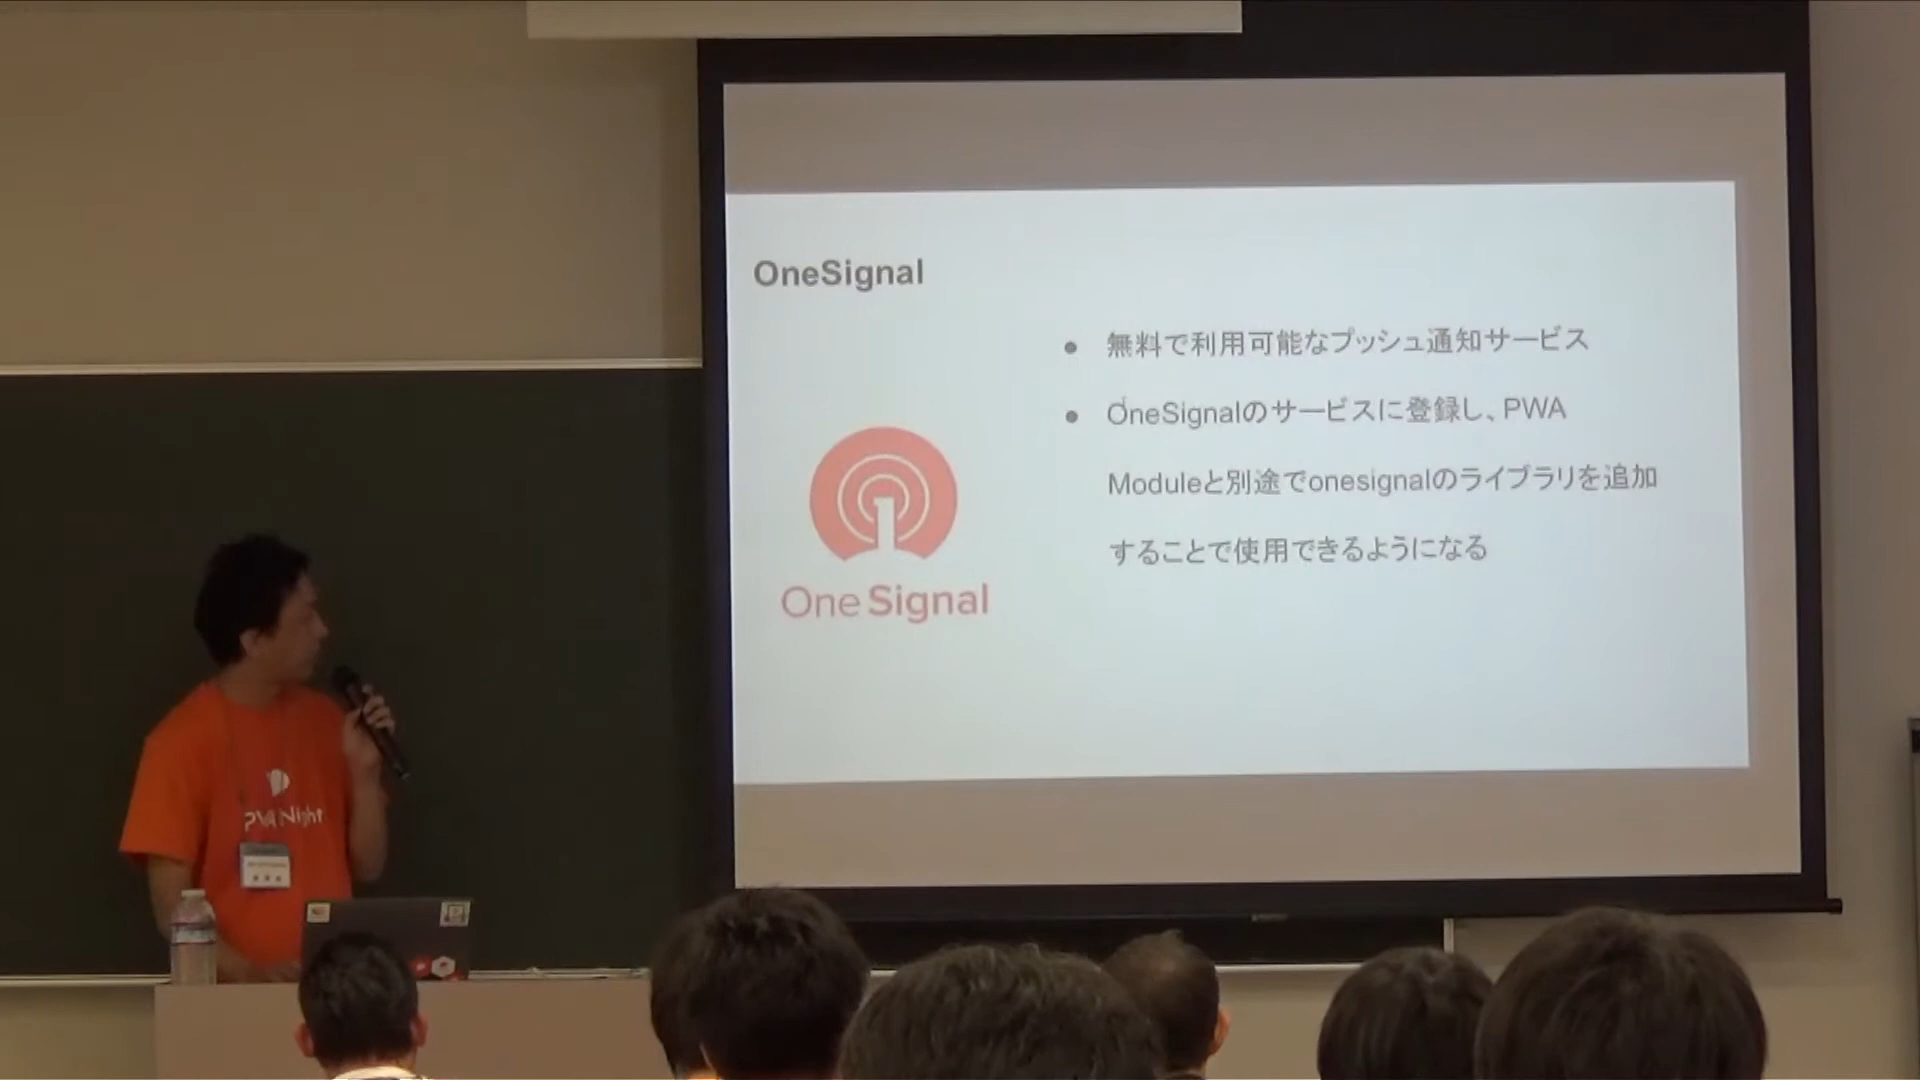 OneSignal
無料で利用可能なプッシュ通知サービス
OneSignalのサービスに登録し、PWA
Moduleと別途でonesignalのライブラリを追加
することで使用できるようになる
One Signal
PWA Night